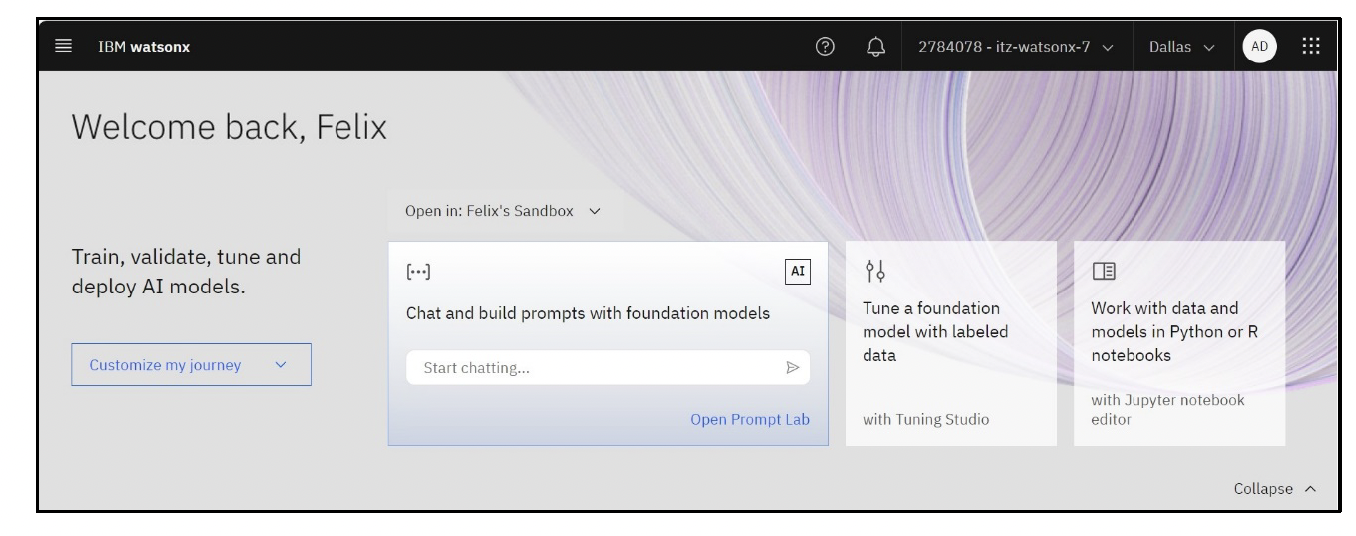 IBM watsonx
2784078 - itz-watsonx-7
Dallas
AD
Welcome back, Felix
Open in: Felix's Sandbox
Train, validate, tune and
deploy AI models.
Customize my journey
[...]
AI
Chat and build prompts with foundation models
Start chatting...
Open Prompt Lab
Tune a foundation
model with labeled
data
with Tuning Studio
Work with data and
models in Python or R
notebooks
with Jupyter notebook
editor
Collapse